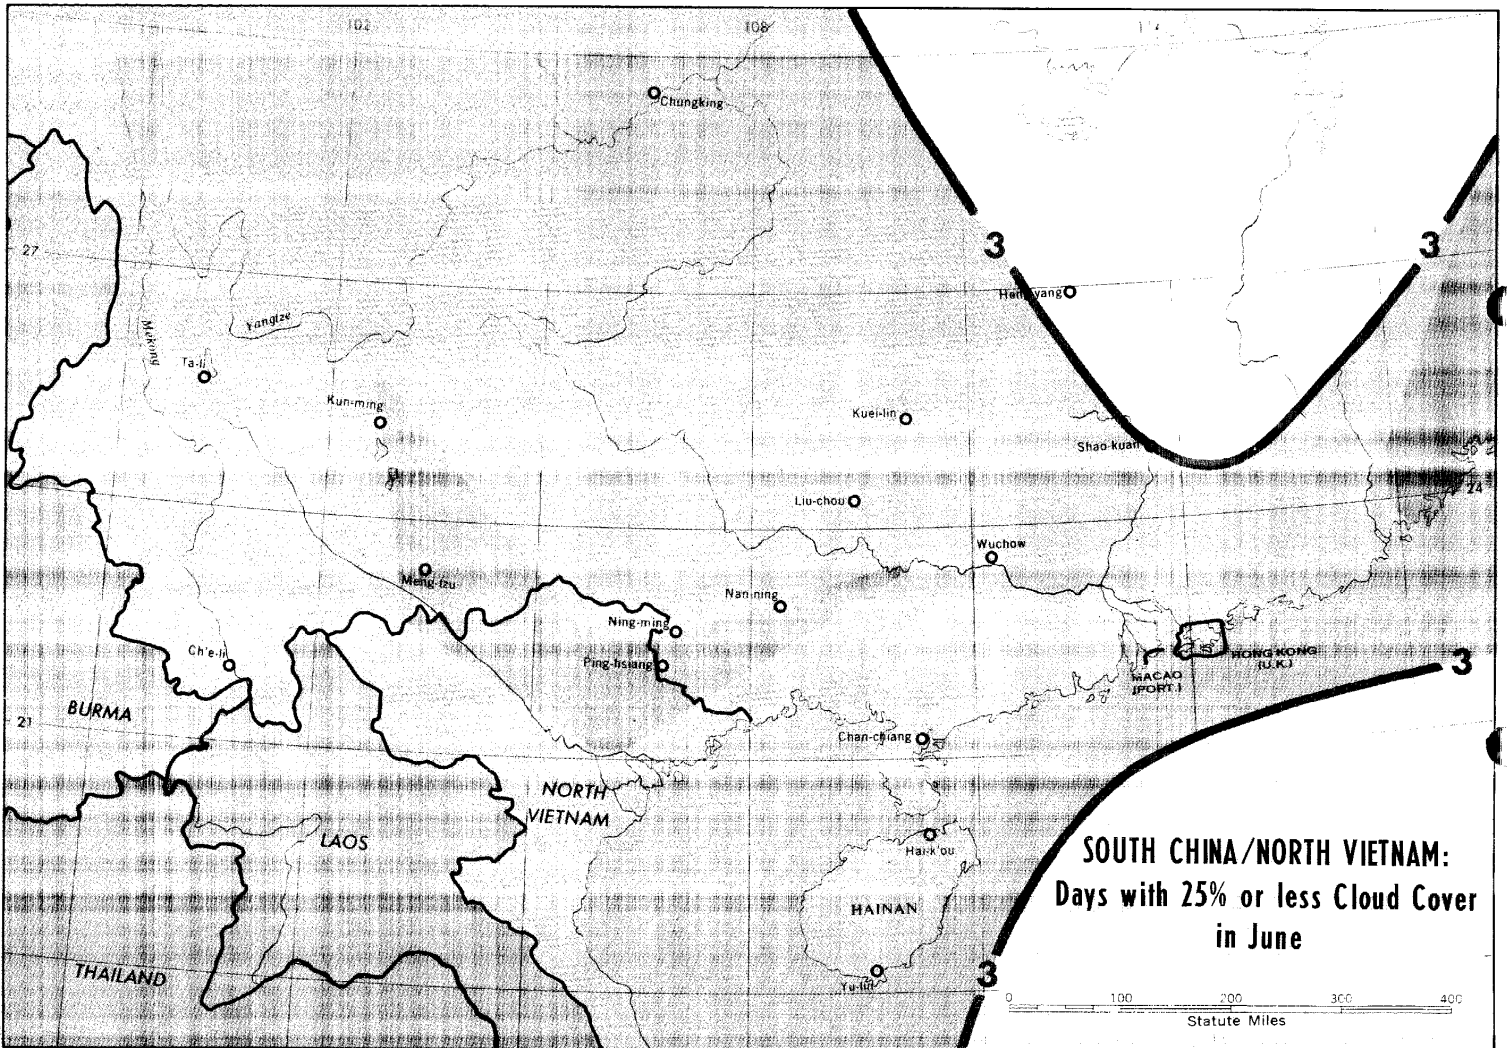 102
108
Chungking
3
3
27
Heng-yang
Mekong
Yangtze
Ta-li
Kun-ming
Kuei-lin
Shao-kuan
24
Liu-chou
Wuchow
Meng-tzu
Nan-ning
Ning-ming
Ch'e-li
Ping-hsiang
HONG KONG
(U.K.)
3
MACAO
(PORT.)
BURMA
21
Chan-chiang
NORTH
VIETNAM
LAOS
Hai-k'ou
SOUTH CHINA/NORTH VIETNAM:
Days with 25% or less Cloud Cover
in June
HAINAN
THAILAND
3
Yu-lin
0 100 200 300 400
Statute Miles